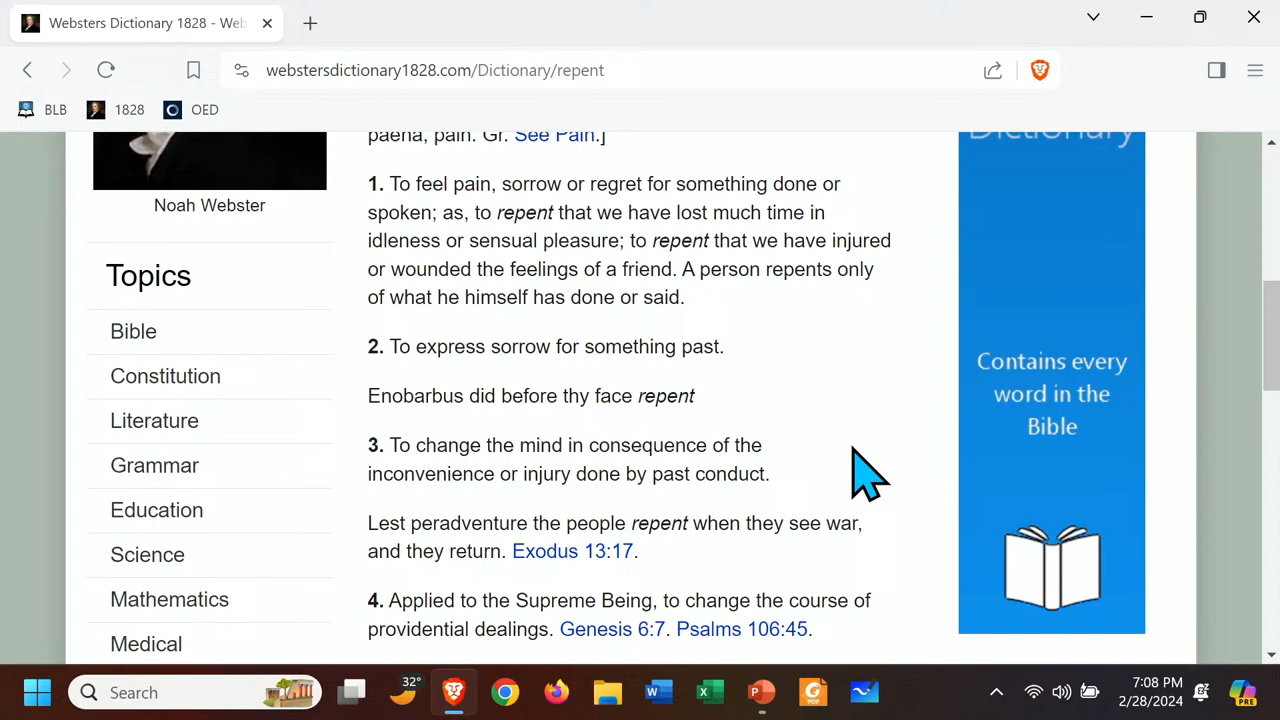 Websters Dictionary 1828 - Web
webstersdictionary1828.com/Dictionary/repent
BLB 1828 OED
paena, pain. Gr. See Pain.]
1. To feel pain, sorrow or regret for something done or
spoken; as, to repent that we have lost much time in
idleness or sensual pleasure; to repent that we have injured
or wounded the feelings of a friend. A person repents only
of what he himself has done or said.
2. To express sorrow for something past.
Enobarbus did before thy face repent
3. To change the mind in consequence of the
inconvenience or injury done by past conduct.
Lest peradventure the people repent when they see war,
and they return. Exodus 13:17.
4. Applied to the Supreme Being, to change the course of
providential dealings. Genesis 6:7. Psalms 106:45.
Noah Webster
Topics
Bible
Constitution
Literature
Grammar
Education
Science
Mathematics
Medical
Dictionary
Contains every
word in the
Bible
Search
32°
7:08 PM
2/28/2024
PRE